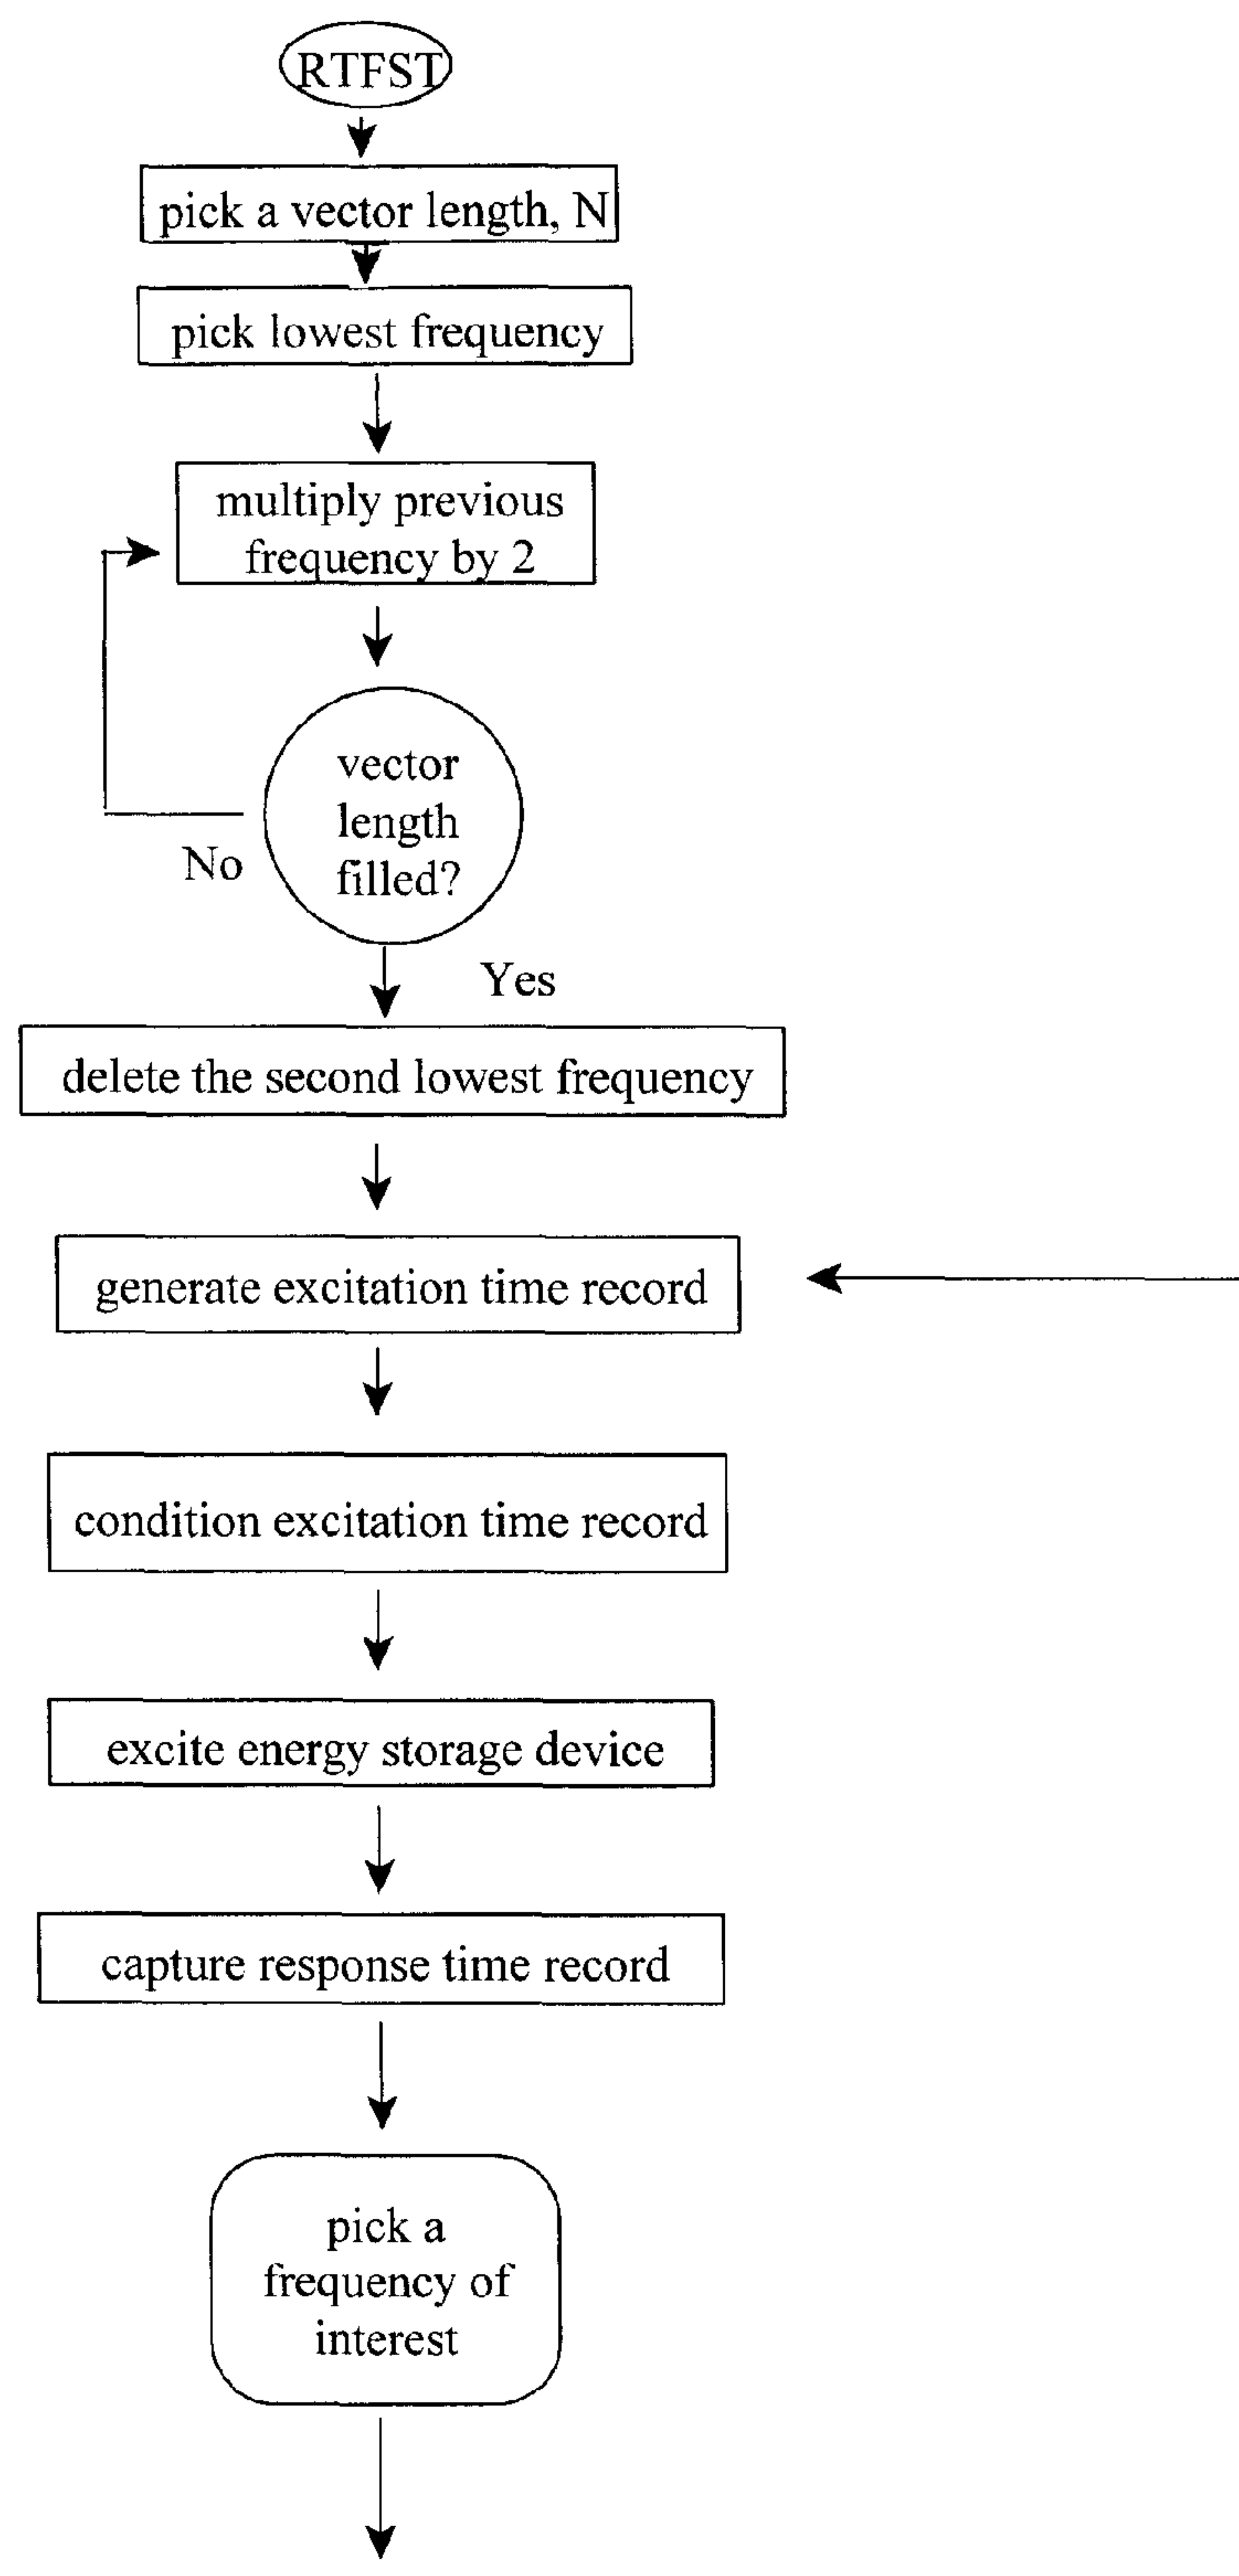 RTFST
pick a vector length, N
pick lowest frequency
multiply previous
frequency by 2
vector
length
filled?
No
Yes
delete the second lowest frequency
generate excitation time record
condition excitation time record
excite energy storage device
capture response time record
pick a
frequency of
interest